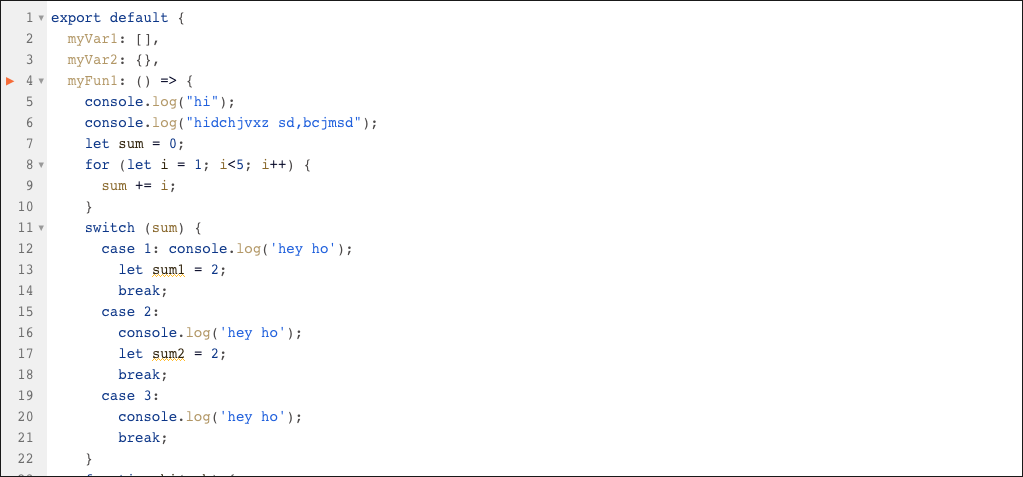 1 export default {
2 myVar1: [],
3 myVar2: {},
4 myFun1: () => {
5 console.log("hi");
6 console.log("hidchjvxz sd,bcjmsd");
7 let sum = 0;
8 for (let i = 1; i<5; i++) {
9 sum += i;
10 }
11 switch (sum) {
12 case 1: console.log('hey ho');
13 let sum1 = 2;
14 break;
15 case 2:
16 console.log('hey ho');
17 let sum2 = 2;
18 break;
19 case 3:
20 console.log('hey ho');
21 break;
22 }